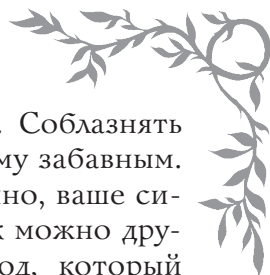 . Соблазнять
му забавным.
но, ваше си-
к можно дру-
од, который